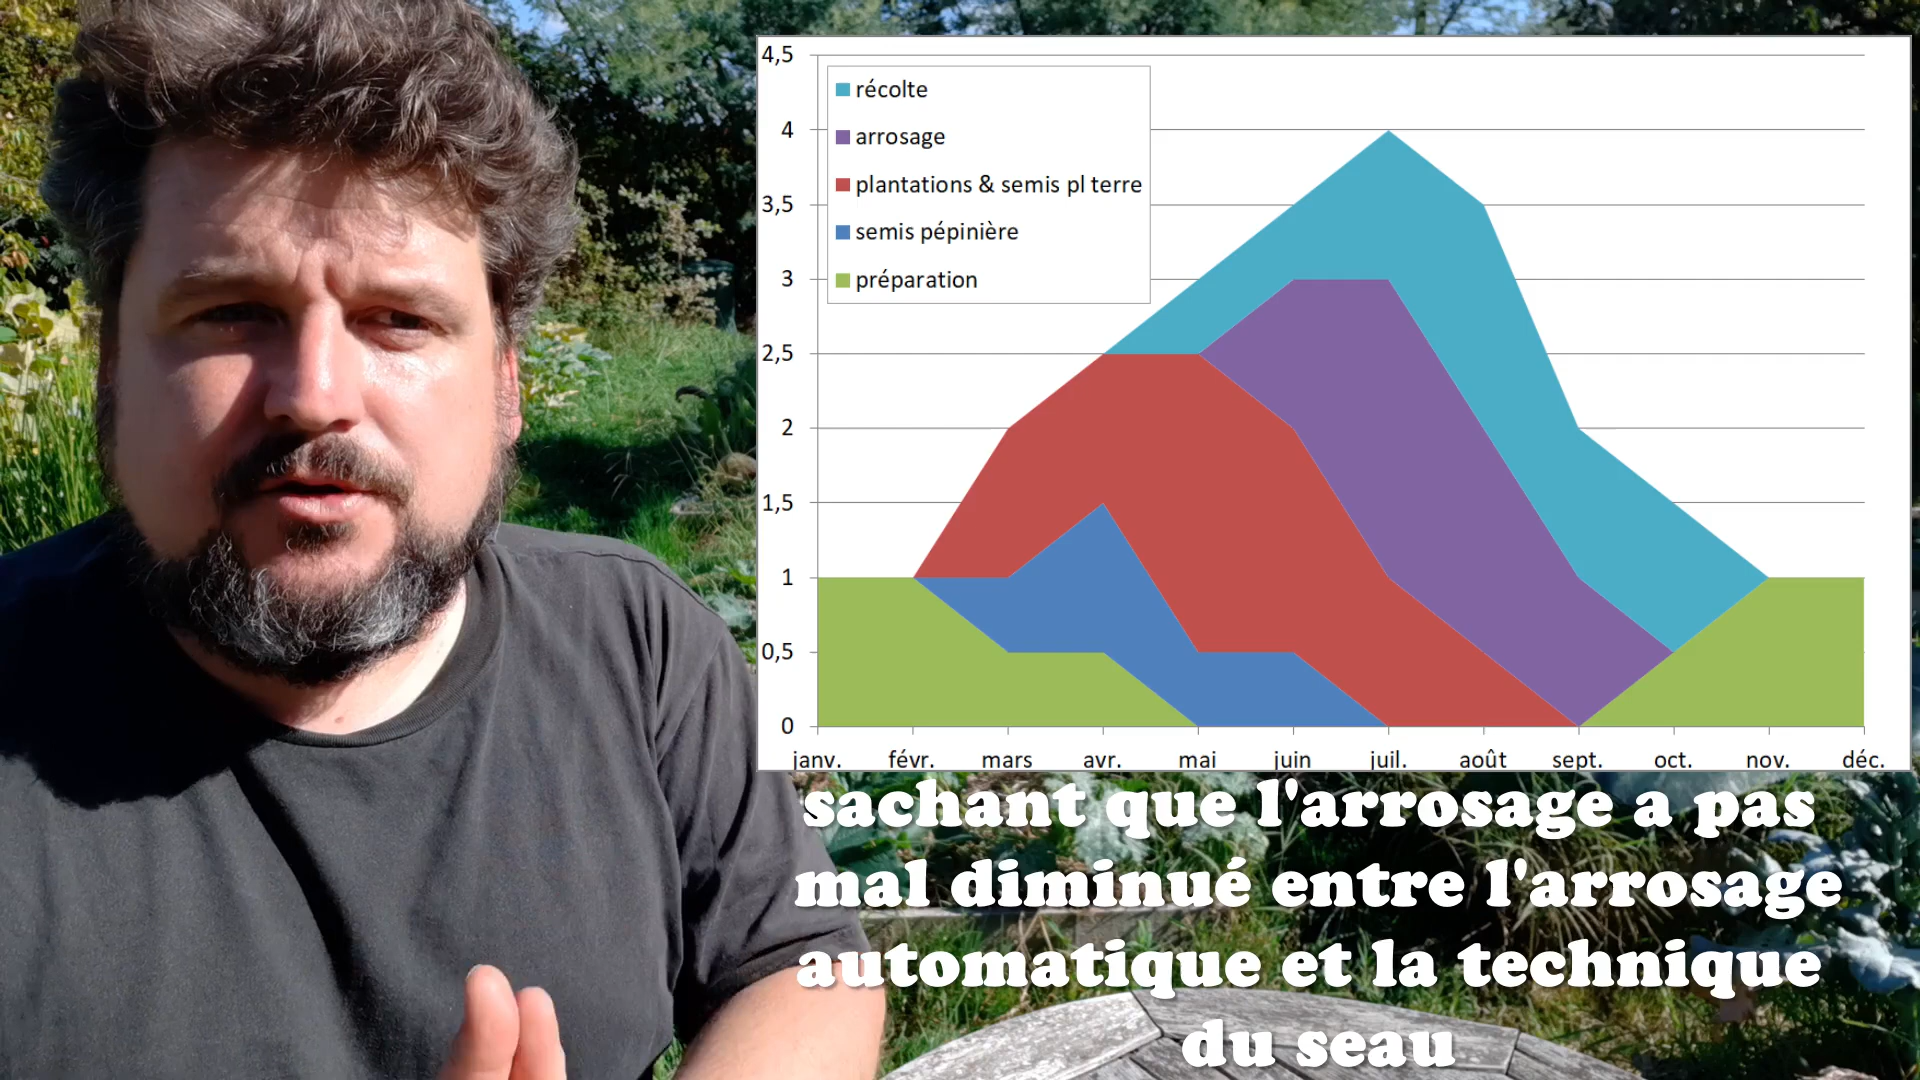 4,5
4
3,5
3
2,5
2
1,5
1
0,5
0
récolte
arrosage
plantations & semis pl terre
semis pépinière
préparation
janv. févr. mars avr. mai juin juil. août sept. oct. nov. déc.
sachant que l'arrosage a pas
mal diminué entre l'arrosage
automatique et la technique
du seau